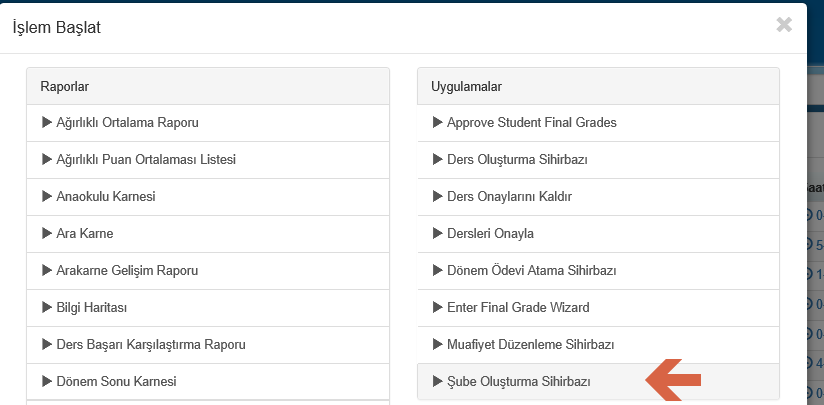 İşlem Başlat
Raporlar
Ağırlıklı Ortalama Raporu
Ağırlıklı Puan Ortalaması Listesi
Anaokulu Karnesi
Ara Karne
Arakarne Gelişim Raporu
Bilgi Haritası
Ders Başarı Karşılaştırma Raporu
Dönem Sonu Karnesi
Uygulamalar
Approve Student Final Grades
Ders Oluşturma Sihirbazı
Ders Onaylarını Kaldır
Dersleri Onayla
Dönem Ödevi Atama Sihirbazı
Enter Final Grade Wizard
Muafiyet Düzenleme Sihirbazı
Şube Oluşturma Sihirbazı